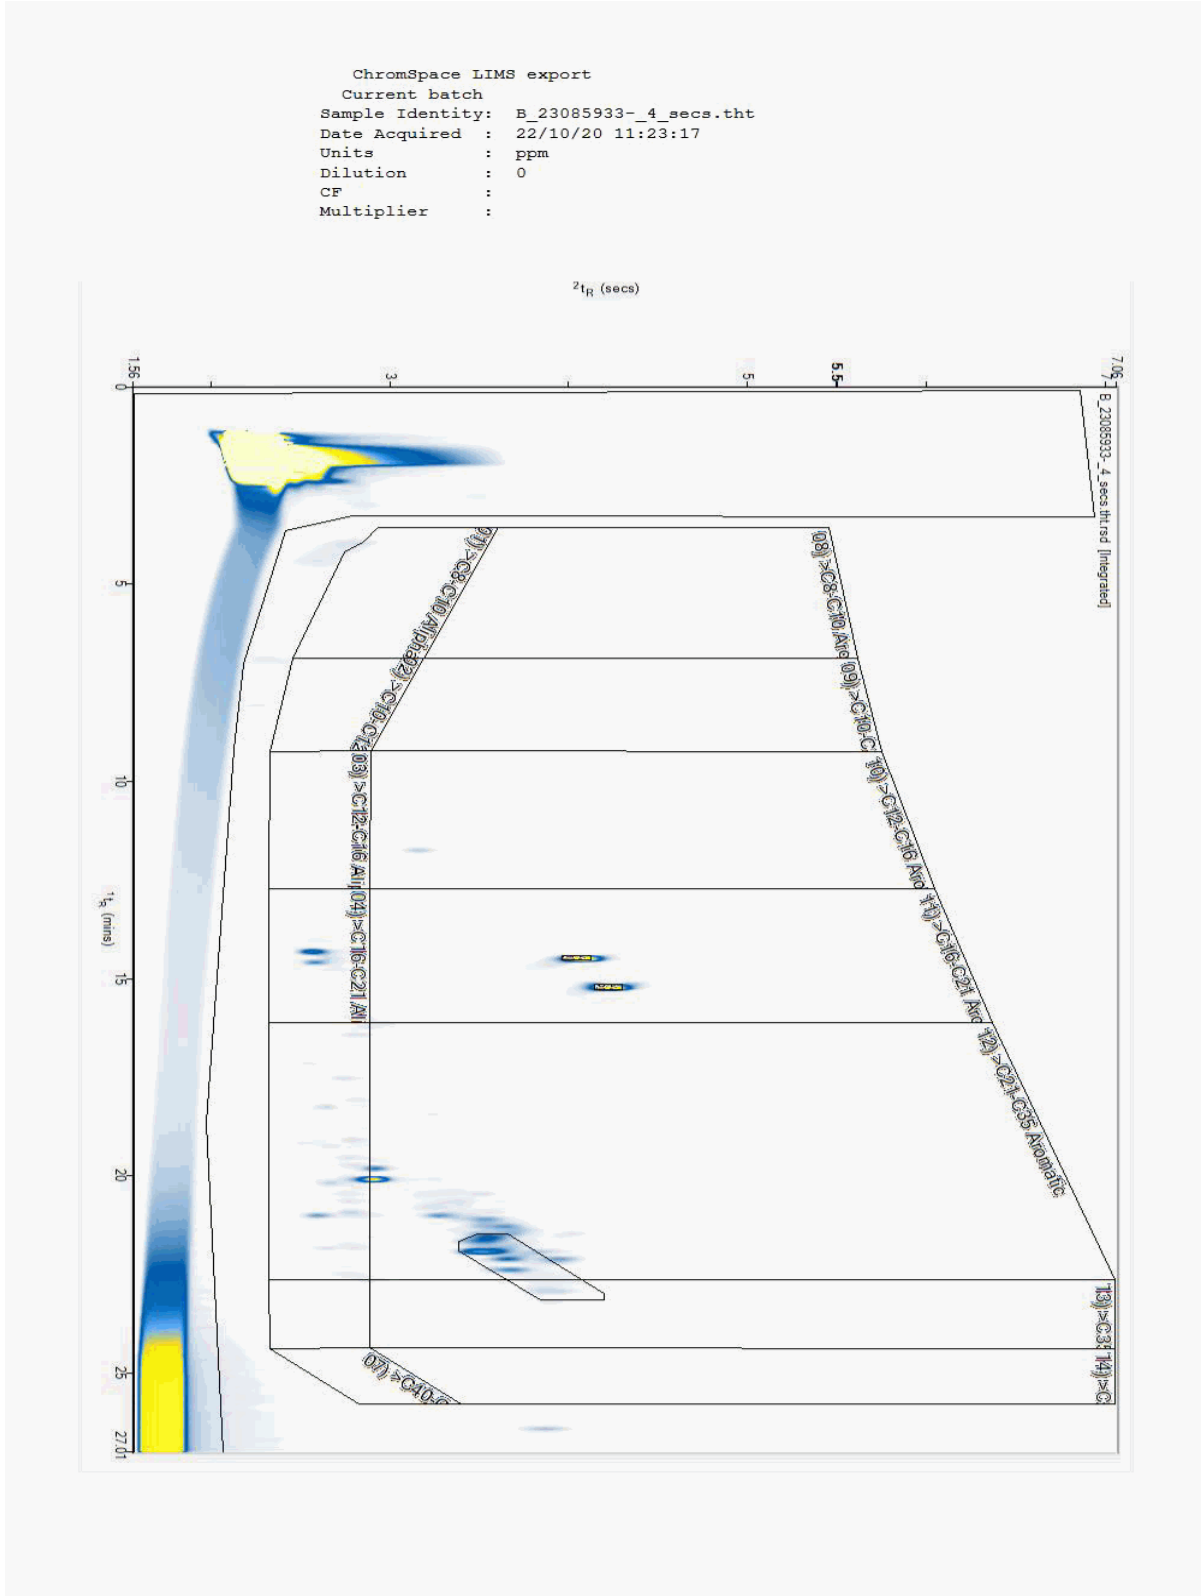 ChromSpace LIMS export
Current batch
Sample Identity: B_23085933-_4_secs.tht
Date Acquired : 22/10/20 11:23:17
Units : ppm
Dilution : 0
CF :
Multiplier :
²tR (secs)
1.56
3
5
5.5
7
7.06
B_23085933-_4_secs.tht.rsd [Integrated]
0
5
10
15
20
25
27.01
¹tR (mins)
01) >C8-C10 Aliph
02) >C10-C12
03) >C12-C16 Alip
04) >C16-C21 Ali
07) >C40-C
08) >C8-C10 Aro
09) >C10-C
10) >C12-C16 Aro
11) >C16-C21 Aro
12) >C21-C35 Aromatic
13) >C35
14) >C